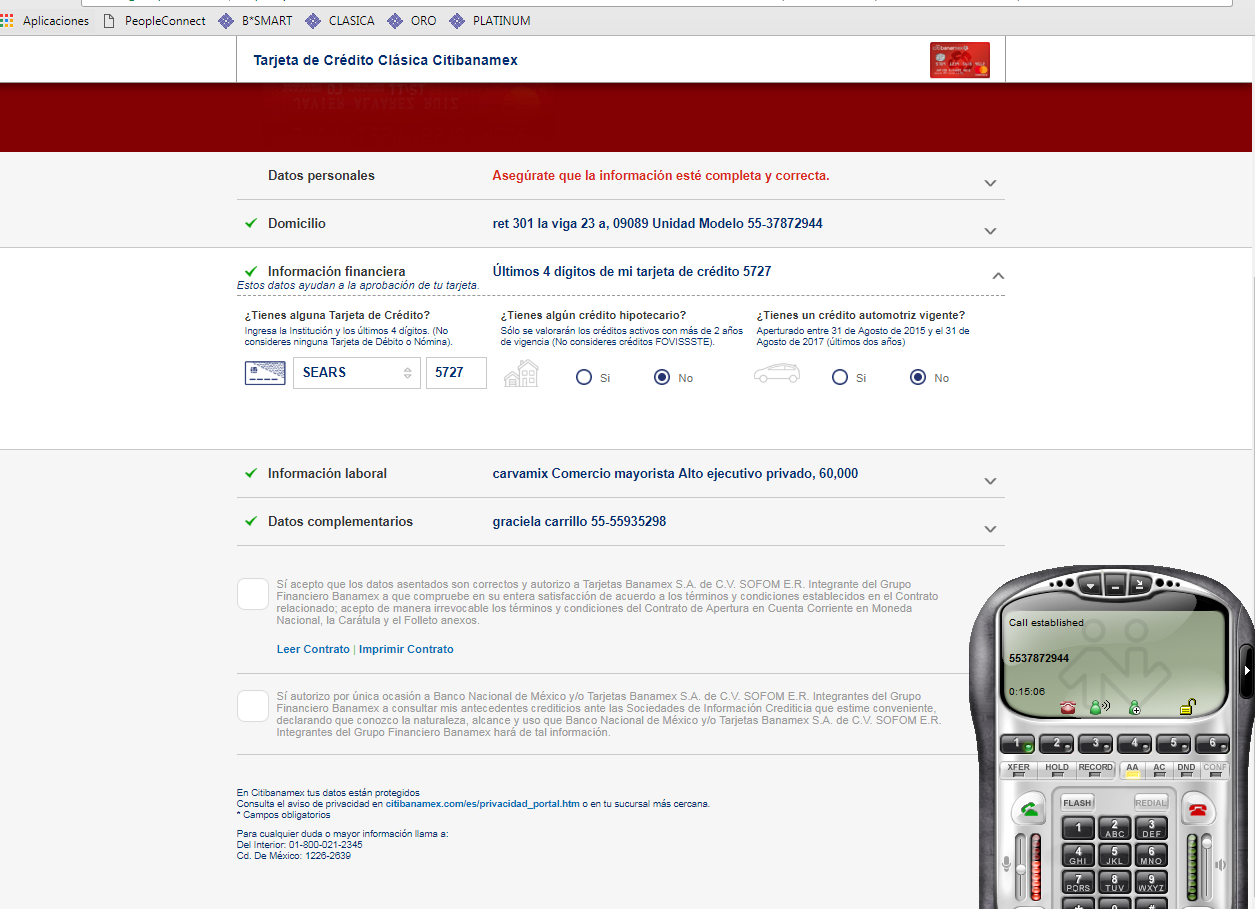 Aplicaciones PeopleConnect B*SMART CLASICA ORO PLATINUM
Tarjeta de Crédito Clásica Citibanamex
Datos personales Asegúrate que la información esté completa y correcta.
Domicilio ret 301 la viga 23 a, 09089 Unidad Modelo 55-37872944
Información financiera Últimos 4 dígitos de mi tarjeta de crédito 5727
Estos datos ayudan a la aprobación de tu tarjeta.
¿Tienes alguna Tarjeta de Crédito?
Ingresa la Institución y los últimos 4 dígitos. (No
consideres ninguna Tarjeta de Débito o Nómina).
SEARS 5727
¿Tienes algún crédito hipotecario?
Sólo se valorarán los créditos activos con más de 2 años
de vigencia (No consideres créditos FOVISSSTE).
Si No
¿Tienes un crédito automotriz vigente?
Aperturado entre 31 de Agosto de 2015 y el 31 de
Agosto de 2017 (últimos dos años)
Si No
Información laboral carvamix Comercio mayorista Alto ejecutivo privado, 60,000
Datos complementarios graciela carrillo 55-55935298
Sí acepto que los datos asentados son correctos y autorizo a Tarjetas Banamex S.A. de C.V. SOFOM E.R. Integrante del Grupo
Financiero Banamex a que compruebe en su entera satisfacción de acuerdo a los términos y condiciones establecidos en el Contrato
relacionado; acepto de manera irrevocable los términos y condiciones del Contrato de Apertura en Cuenta Corriente en Moneda
Nacional, la Carátula y el Folleto anexos.
Leer Contrato | Imprimir Contrato
Sí autorizo por única ocasión a Banco Nacional de México y/o Tarjetas Banamex S.A. de C.V. SOFOM E.R. Integrantes del Grupo
Financiero Banamex a consultar mis antecedentes crediticios ante las Sociedades de Información Crediticia que estime conveniente,
declarando que conozco la naturaleza, alcance y uso que Banco Nacional de México y/o Tarjetas Banamex S.A. de C.V. SOFOM E.R.
Integrantes del Grupo Financiero Banamex hará de tal información.
En Citibanamex tus datos están protegidos
Consulta el aviso de privacidad en citibanamex.com/es/privacidad_portal.htm o en tu sucursal más cercana.
* Campos obligatorios
Para cualquier duda o mayor información llama a:
Del Interior: 01-800-021-2345
Cd. De México: 1226-2639
Call established
5537872944
0:15:06
1 2 3 4 5 6
XFER HOLD RECORD AA AC DND CONF
FLASH REDIAL
1 2 ABC 3 DEF
4 GHI 5 JKL 6 MNO
7 PQRS 8 TUV 9 WXYZ